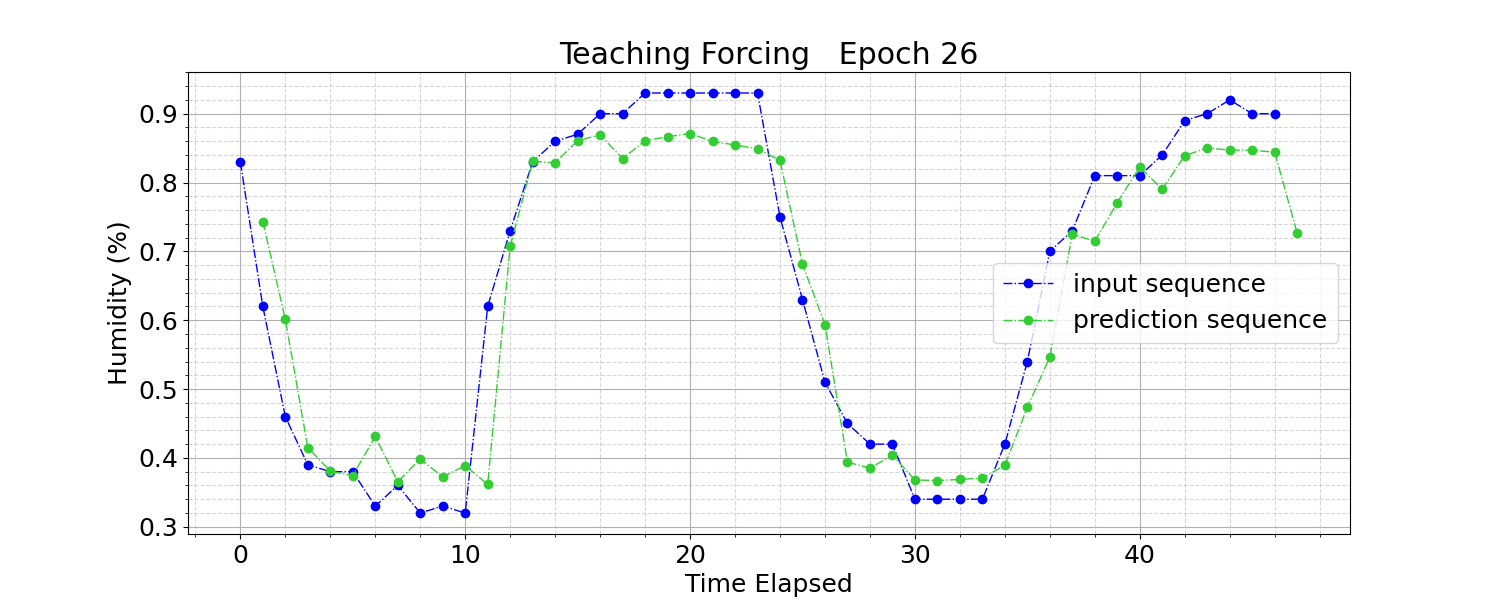 Teaching Forcing   Epoch 26
Humidity (%)
0.9
0.8
0.7
0.6
0.5
0.4
0.3
input sequence
prediction sequence
0 10 20 30 40
Time Elapsed